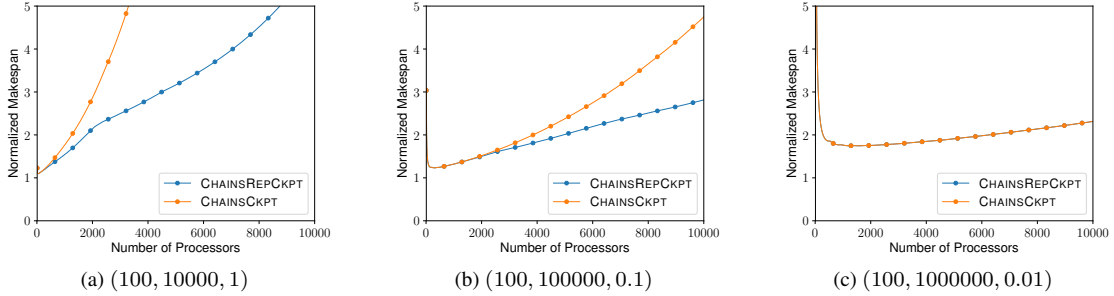 5
4
3
2
1
0
Normalized Makespan
0 2000 4000 6000 8000 10000
Number of Processors
CHAINSREPCKPT
CHAINSCKPT
(a) (100, 10000, 1)
5
4
3
2
1
0
Normalized Makespan
0 2000 4000 6000 8000 10000
Number of Processors
CHAINSREPCKPT
CHAINSCKPT
(b) (100, 100000, 0.1)
5
4
3
2
1
0
Normalized Makespan
0 2000 4000 6000 8000 10000
Number of Processors
CHAINSREPCKPT
CHAINSCKPT
(c) (100, 1000000, 0.01)